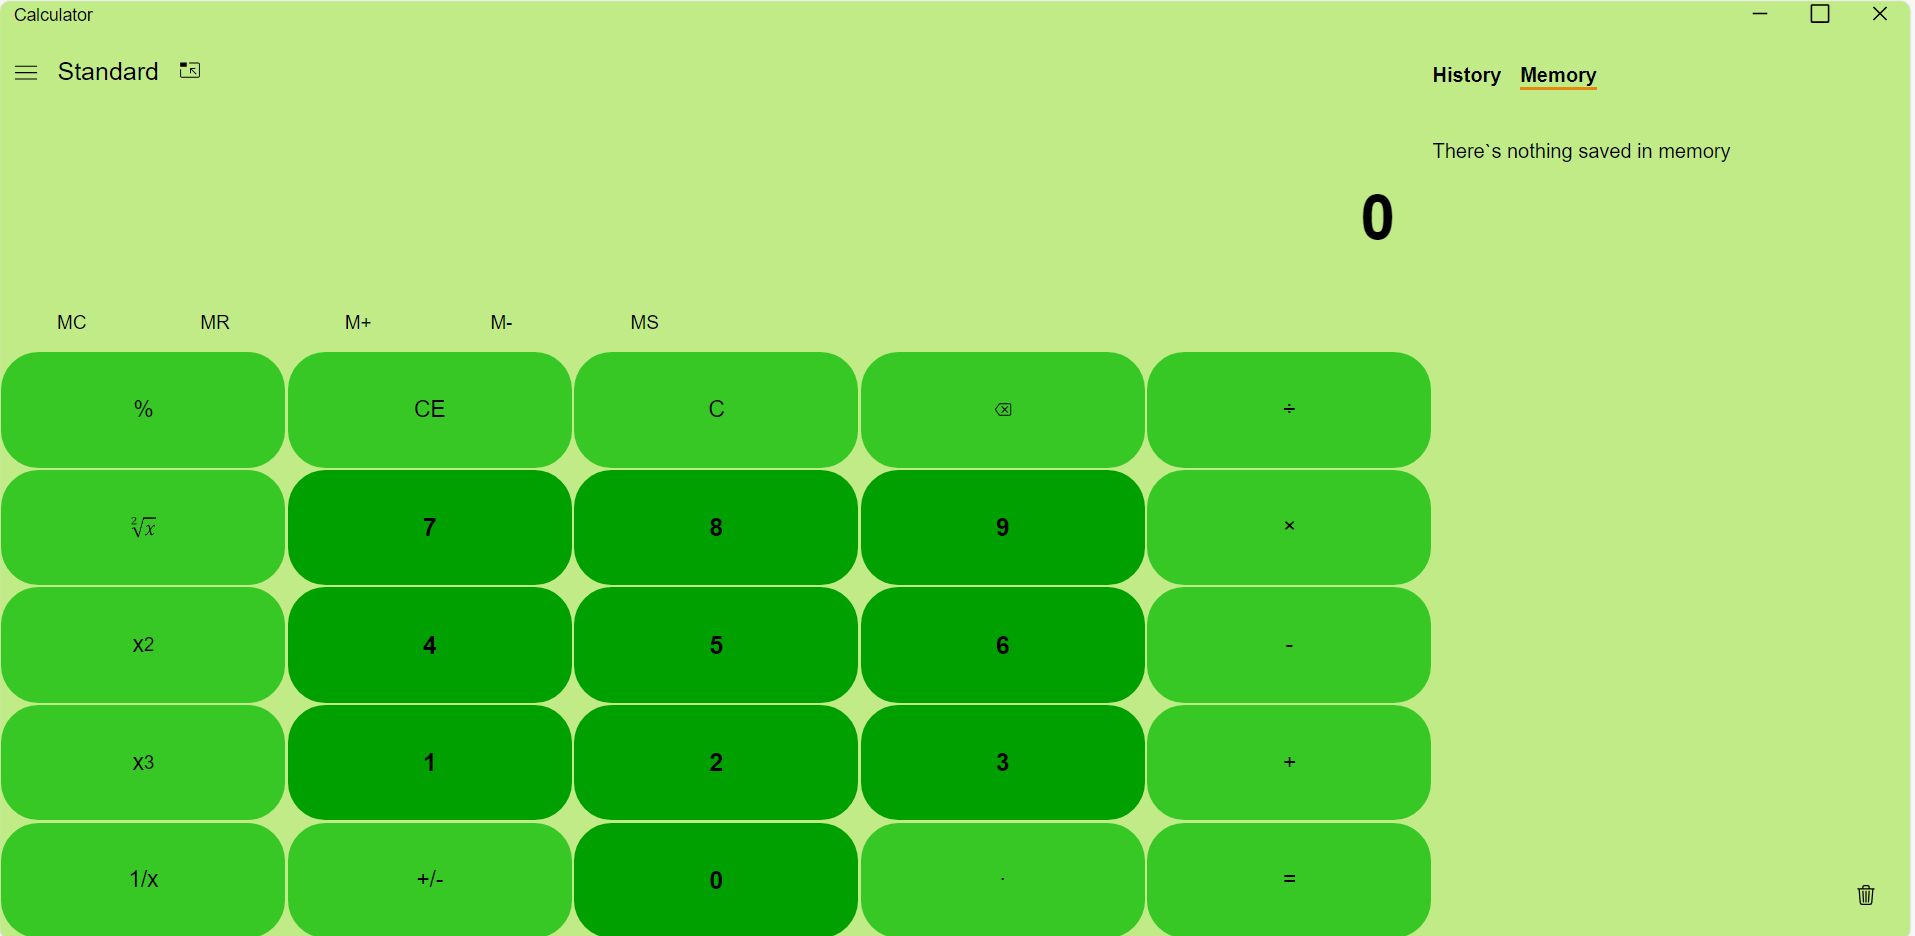 Calculator
Standard
History Memory
There`s nothing saved in memory
0
MC MR M+ M- MS
% CE C ÷
2√x 7 8 9 ×
x2 4 5 6 -
x3 1 2 3 +
1/x +/- 0 · =